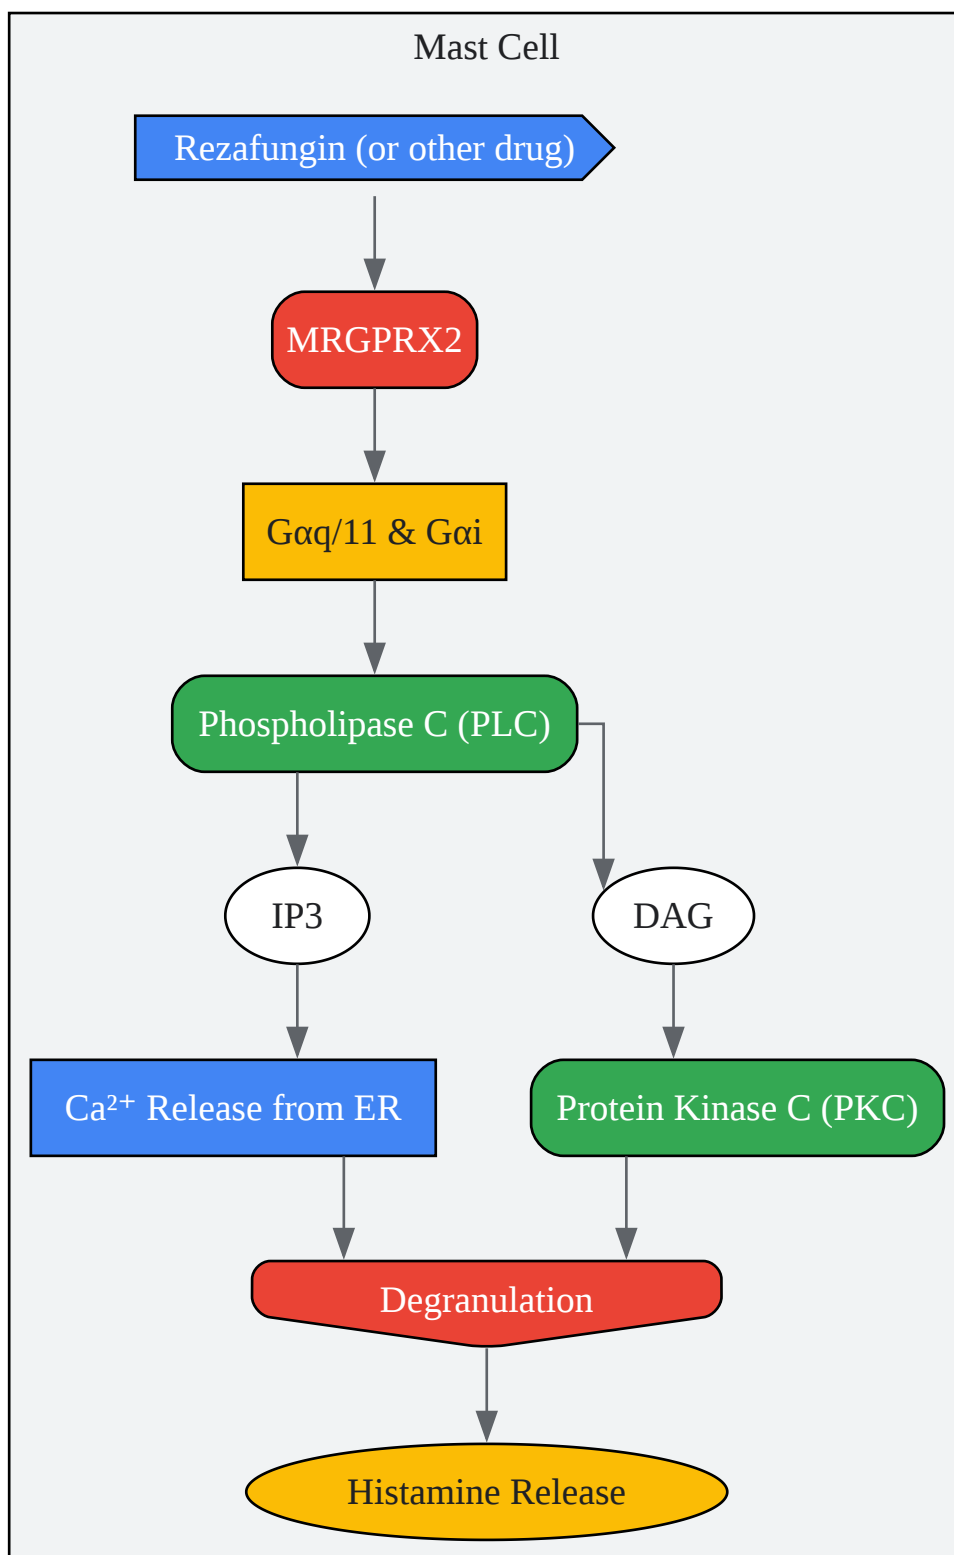 Mast Cell
Rezafungin (or other drug)
MRGPRX2
Gαq/11 & Gαi
Phospholipase C (PLC)
IP3
DAG
Ca²⁺ Release from ER
Protein Kinase C (PKC)
Degranulation
Histamine Release